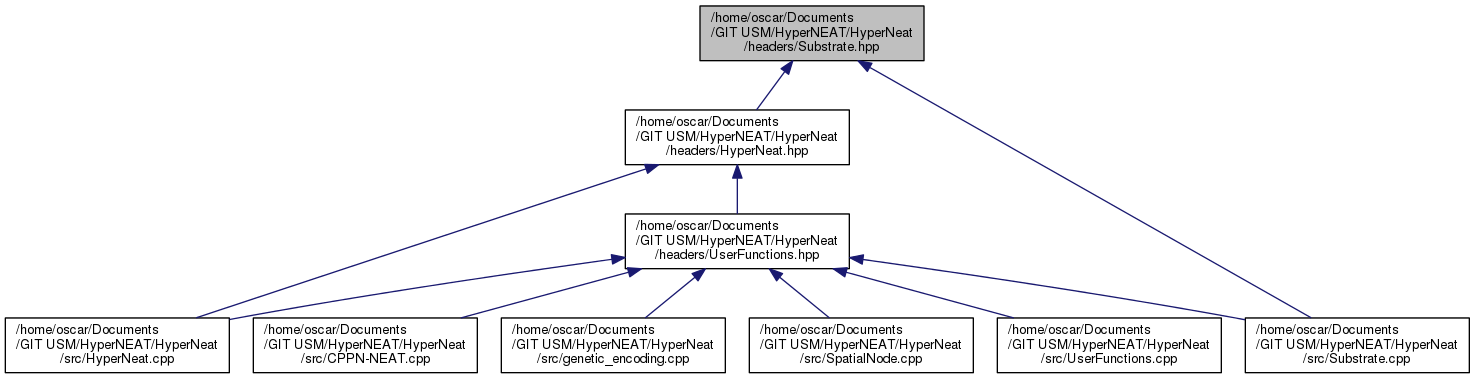 /home/oscar/Documents
/GIT USM/HyperNEAT/HyperNeat
/headers/Substrate.hpp
/home/oscar/Documents
/GIT USM/HyperNEAT/HyperNeat
/headers/HyperNeat.hpp
/home/oscar/Documents
/GIT USM/HyperNEAT/HyperNeat
/headers/UserFunctions.hpp
/home/oscar/Documents
/GIT USM/HyperNEAT/HyperNeat
/src/HyperNeat.cpp
/home/oscar/Documents
/GIT USM/HyperNEAT/HyperNeat
/src/CPPN-NEAT.cpp
/home/oscar/Documents
/GIT USM/HyperNEAT/HyperNeat
/src/genetic_encoding.cpp
/home/oscar/Documents
/GIT USM/HyperNEAT/HyperNeat
/src/SpatialNode.cpp
/home/oscar/Documents
/GIT USM/HyperNEAT/HyperNeat
/src/UserFunctions.cpp
/home/oscar/Documents
/GIT USM/HyperNEAT/HyperNeat
/src/Substrate.cpp